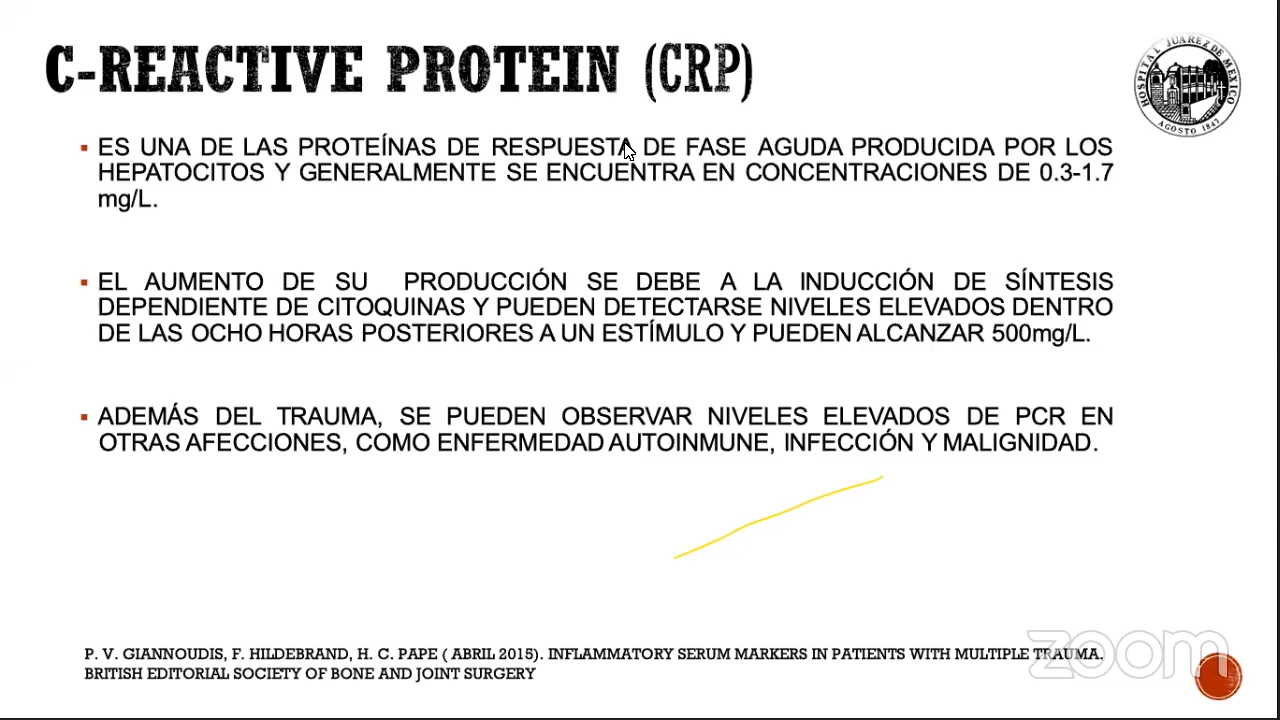 C-REACTIVE PROTEIN (CRP)
HOSPITAL JUAREZ DE MEXICO
AGOSTO 1847
▪ ES UNA DE LAS PROTEÍNAS DE RESPUESTA DE FASE AGUDA PRODUCIDA POR LOS
HEPATOCITOS Y GENERALMENTE SE ENCUENTRA EN CONCENTRACIONES DE 0.3-1.7
mg/L.
▪ EL AUMENTO DE SU PRODUCCIÓN SE DEBE A LA INDUCCIÓN DE SÍNTESIS
DEPENDIENTE DE CITOQUINAS Y PUEDEN DETECTARSE NIVELES ELEVADOS DENTRO
DE LAS OCHO HORAS POSTERIORES A UN ESTÍMULO Y PUEDEN ALCANZAR 500mg/L.
▪ ADEMÁS DEL TRAUMA, SE PUEDEN OBSERVAR NIVELES ELEVADOS DE PCR EN
OTRAS AFECCIONES, COMO ENFERMEDAD AUTOINMUNE, INFECCIÓN Y MALIGNIDAD.
P. V. GIANNOUDIS, F. HILDEBRAND, H. C. PAPE ( ABRIL 2015). INFLAMMATORY SERUM MARKERS IN PATIENTS WITH MULTIPLE TRAUMA.
BRITISH EDITORIAL SOCIETY OF BONE AND JOINT SURGERY
zoom